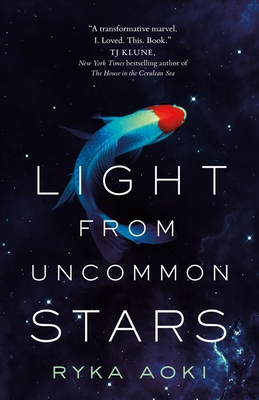 "A transformative marvel.
I. Loved. This. Book."
TJ KLUNE,
New York Times bestselling author of
The House in the Cerulean Sea
LIGHT
FROM
UNCOMMON
STARS
RYKA AOKI